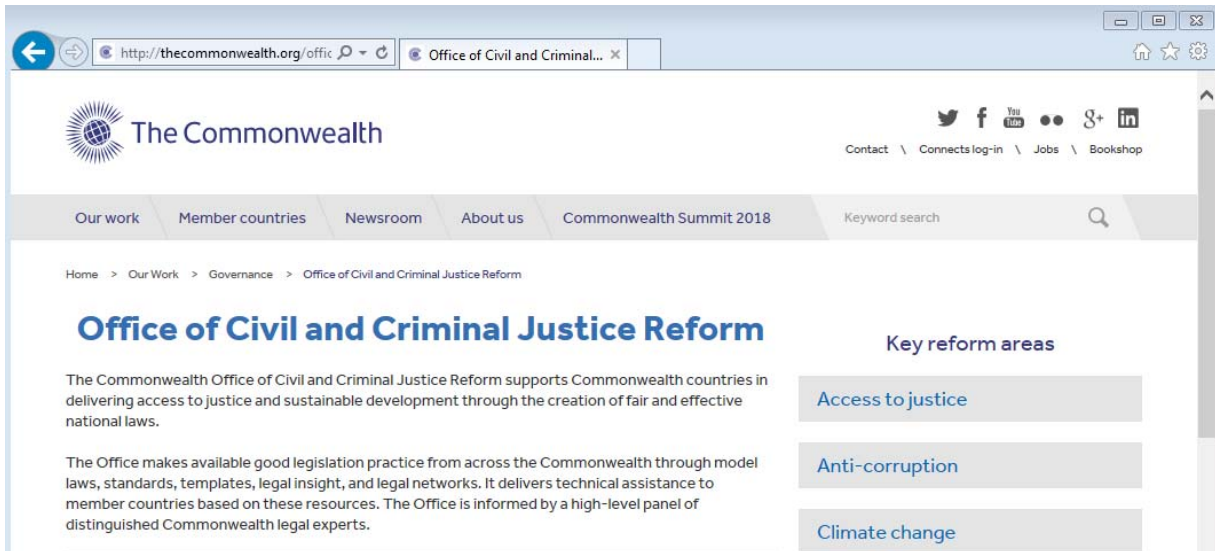 http://thecommonwealth.org/offic
Office of Civil and Criminal...
The Commonwealth
You
Tube
Contact \ Connects log-in \ Jobs \ Bookshop
Our work Member countries Newsroom About us Commonwealth Summit 2018 Keyword search
Home > Our Work > Governance > Office of Civil and Criminal Justice Reform
Office of Civil and Criminal Justice Reform
The Commonwealth Office of Civil and Criminal Justice Reform supports Commonwealth countries in
delivering access to justice and sustainable development through the creation of fair and effective
national laws.
The Office makes available good legislation practice from across the Commonwealth through model
laws, standards, templates, legal insight, and legal networks. It delivers technical assistance to
member countries based on these resources. The Office is informed by a high-level panel of
distinguished Commonwealth legal experts.
Key reform areas
Access to justice
Anti-corruption
Climate change